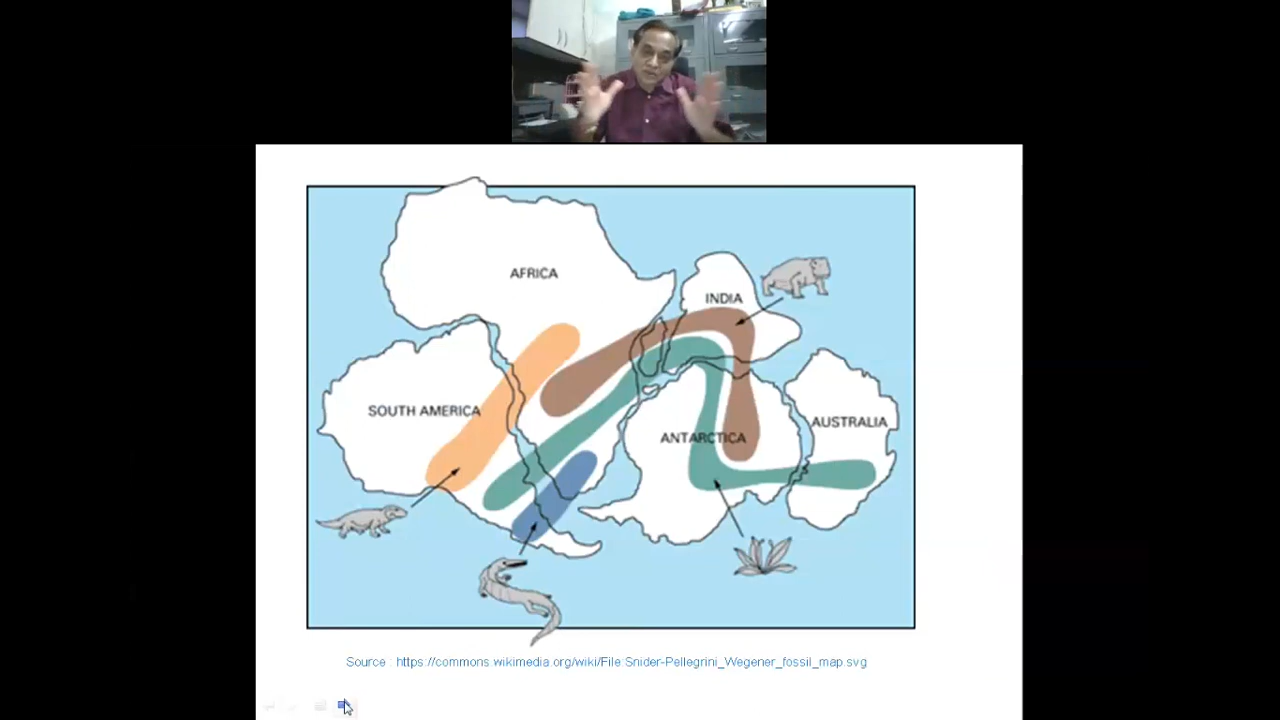 AFRICA
INDIA
SOUTH AMERICA
AUSTRALIA
ANTARCTICA
Source : https://commons.wikimedia.org/wiki/File:Snider-Pellegrini_Wegener_fossil_map.svg